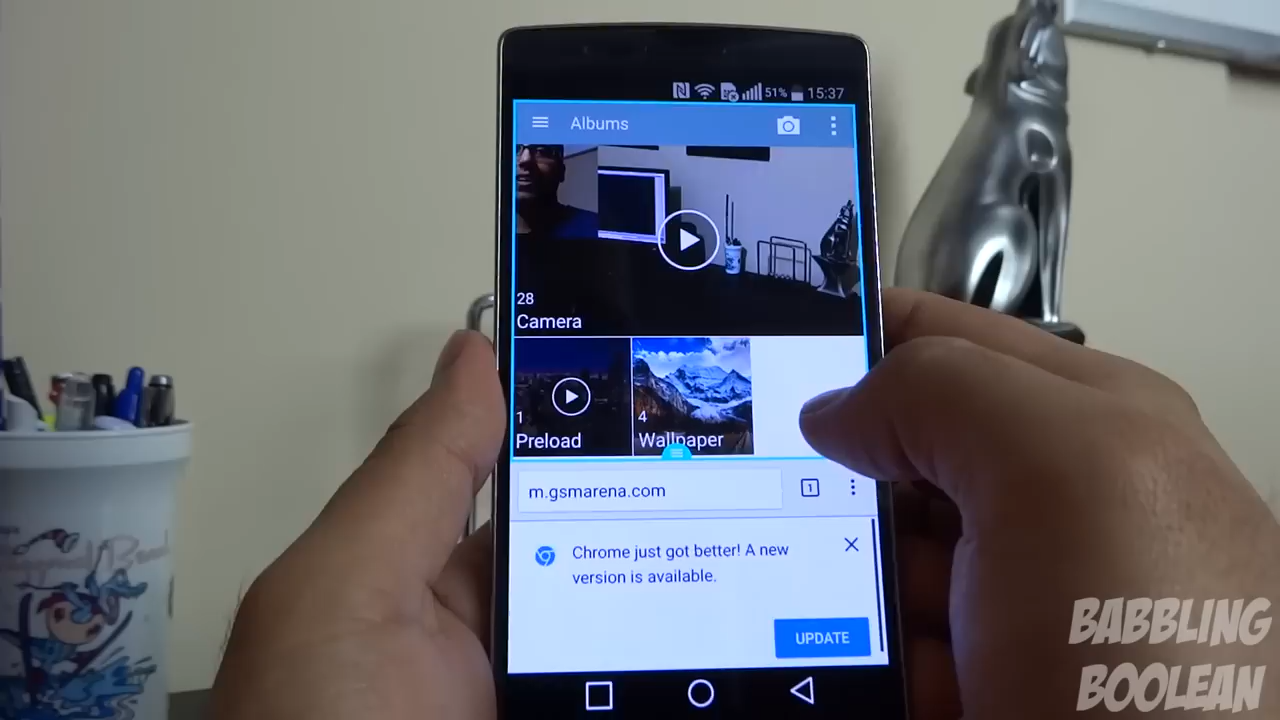 51% 15:37
Albums
28
Camera
1
Preload
4
Wallpaper
m.gsmarena.com
1
Chrome just got better! A new
version is available.
UPDATE
BABBLING
BOOLEAN